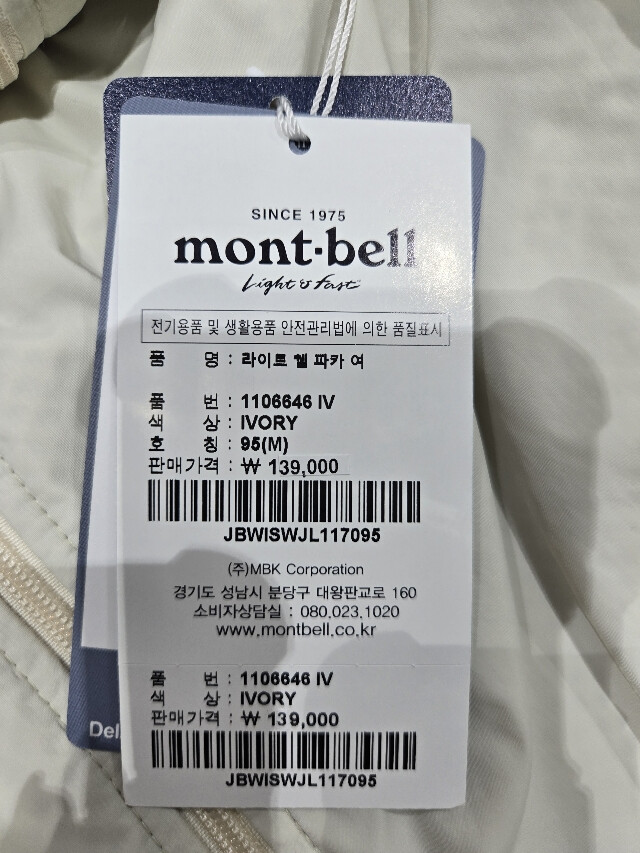 SINCE 1975
mont-bell
Light & Fast
전기용품 및 생활용품 안전관리법에 의한 품질표시
품 명 : 라이트 쉘 파카 여
품 번 : 1106646 IV
색 상 : IVORY
호 칭 : 95(M)
판매가격 : ₩ 139,000
JBWISWJL117095
(주)MBK Corporation
경기도 성남시 분당구 대왕판교로 160
소비자상담실 : 080.023.1020
www.montbell.co.kr
품 번 : 1106646 IV
색 상 : IVORY
판매가격 : ₩ 139,000
JBWISWJL117095